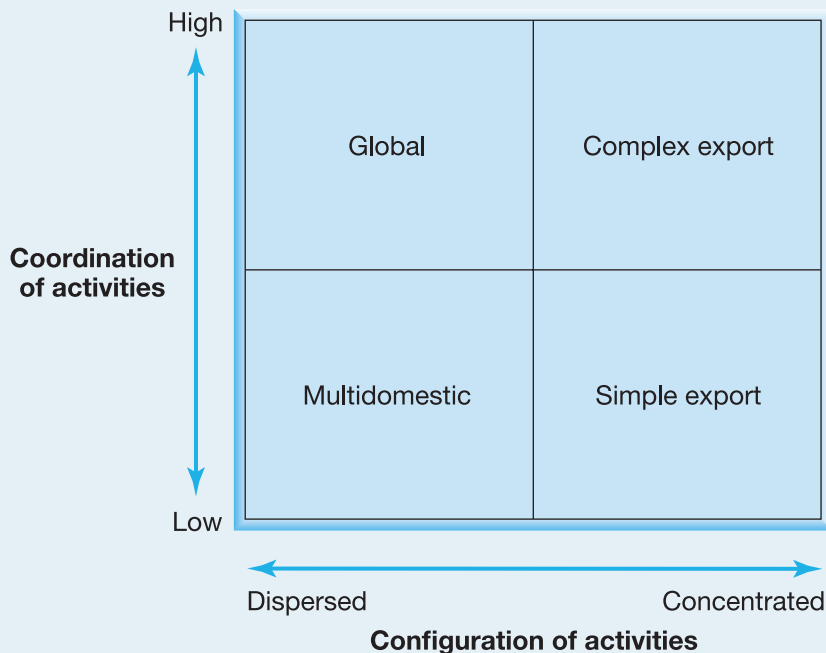 High
Global
Complex export
Coordination
of activities
Multidomestic
Simple export
Low
Dispersed
Concentrated
Configuration of activities